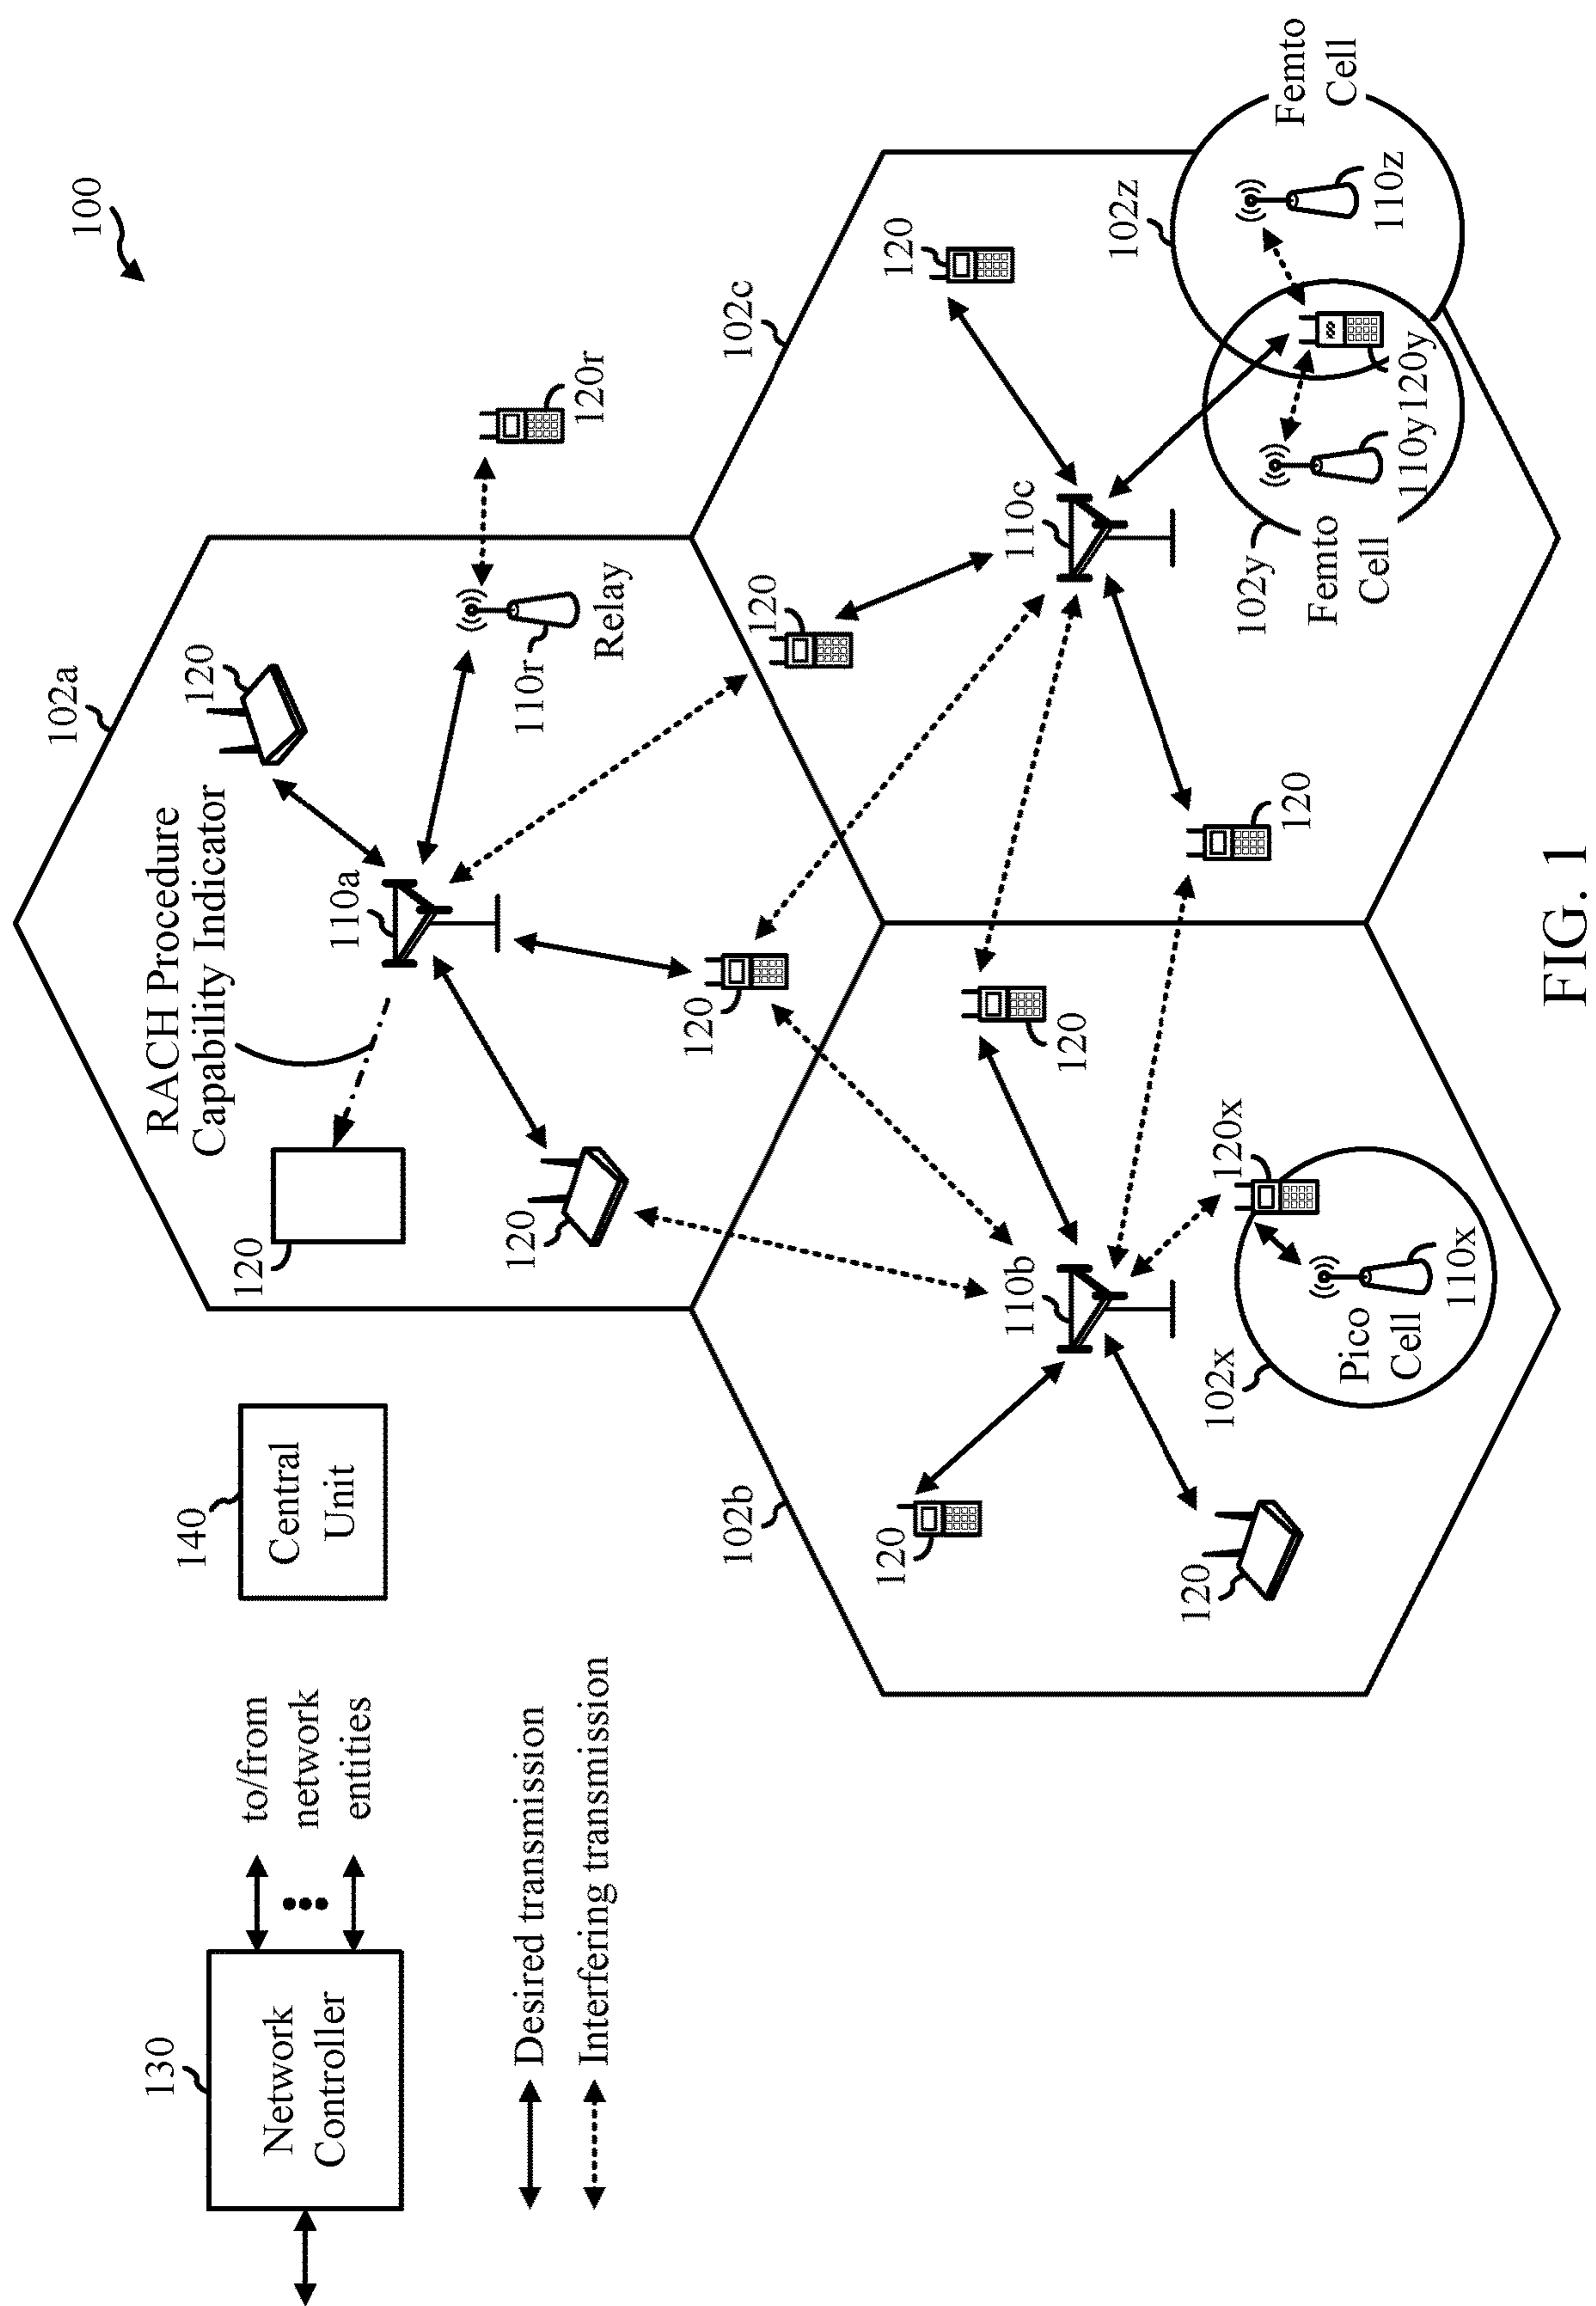 100
130
Network
Controller
to/from
network
entities
140
Central
Unit
Desired transmission
Interfering transmission
102a
RACH Procedure
Capability Indicator
120
120
110a
120
120
110r
Relay
120r
102b
120
120
110b
120
102x
Pico
Cell
110x
120x
102c
120
120
110c
120
102y
Femto
Cell
110y
120y
102z
110z
Femto
Cell
FIG. 1